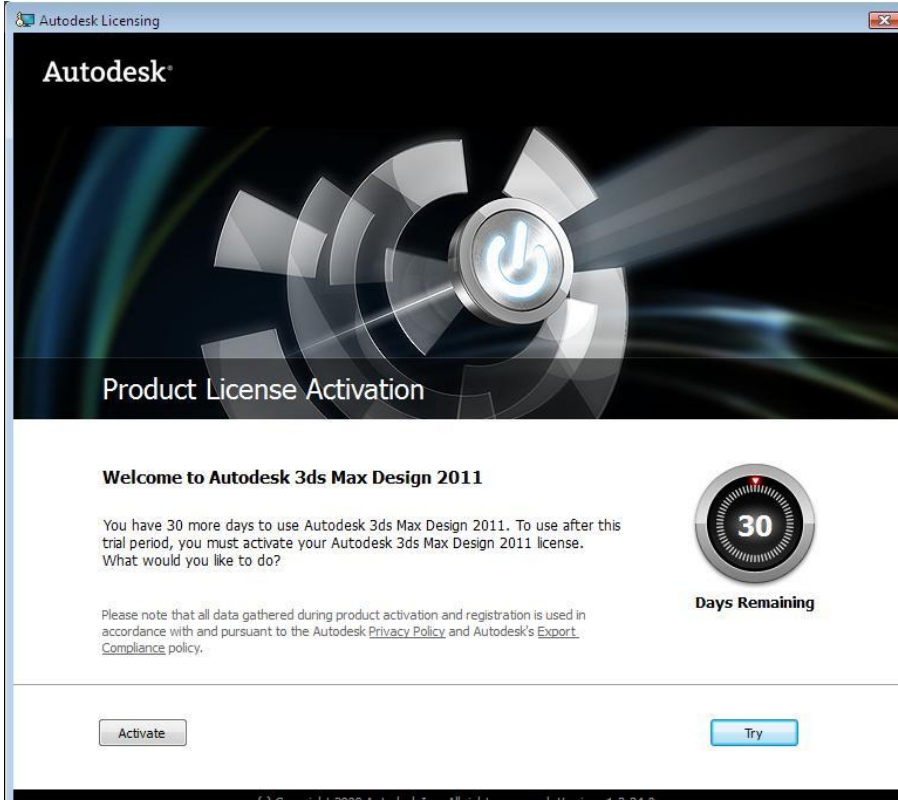 Autodesk Licensing
Autodesk
Product License Activation
Welcome to Autodesk 3ds Max Design 2011
You have 30 more days to use Autodesk 3ds Max Design 2011. To use after this
trial period, you must activate your Autodesk 3ds Max Design 2011 license.
What would you like to do?
30
Days Remaining
Please note that all data gathered during product activation and registration is used in
accordance with and pursuant to the Autodesk Privacy Policy and Autodesk's Export
Compliance policy.
Activate
Try